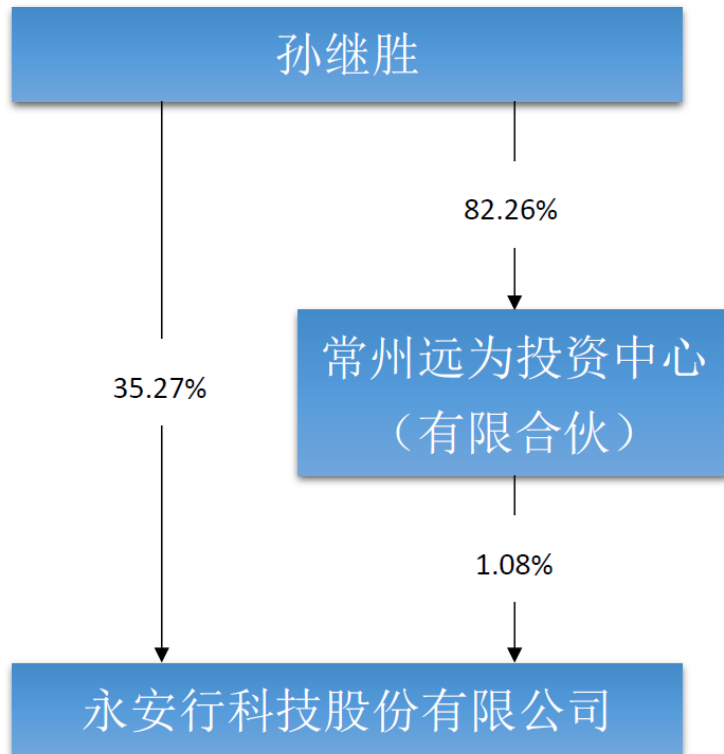 孙继胜
82.26%
常州远为投资中心
（有限合伙）
35.27%
1.08%
永安行科技股份有限公司